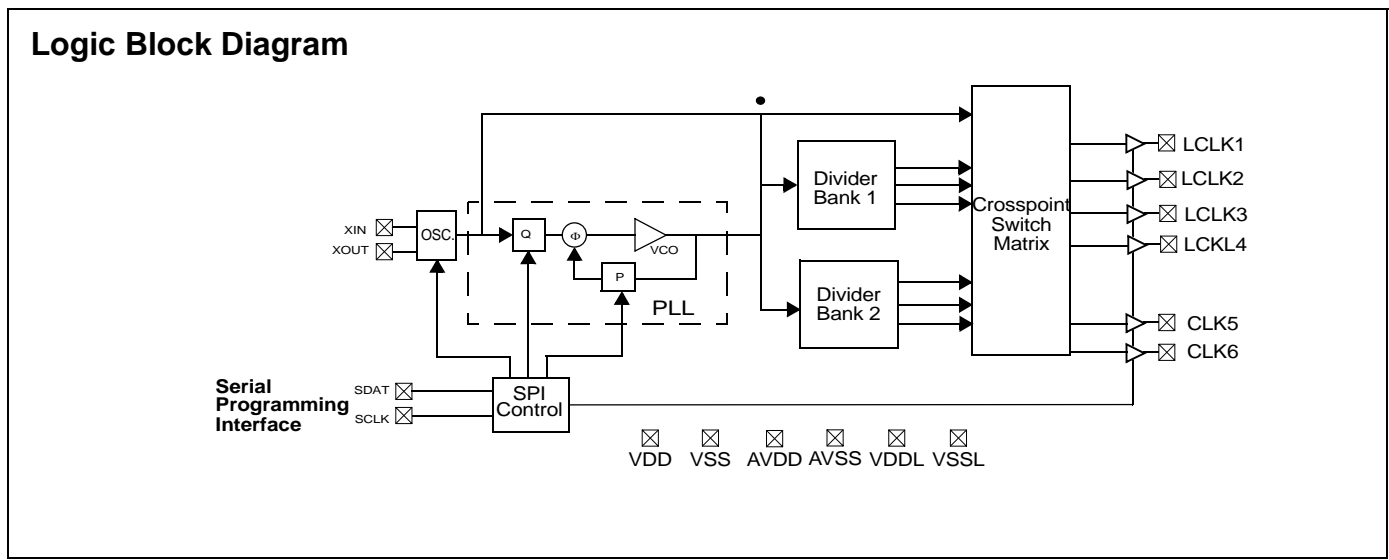 Logic Block Diagram
XIN
XOUT
OSC.
Q
Φ
VCO
P
PLL
Divider
Bank 1
Divider
Bank 2
Crosspoint
Switch
Matrix
LCLK1
LCLK2
LCLK3
LCKL4
CLK5
CLK6
Serial
Programming
Interface
SDAT
SCLK
SPI
Control
VDD
VSS
AVDD
AVSS
VDDL
VSSL